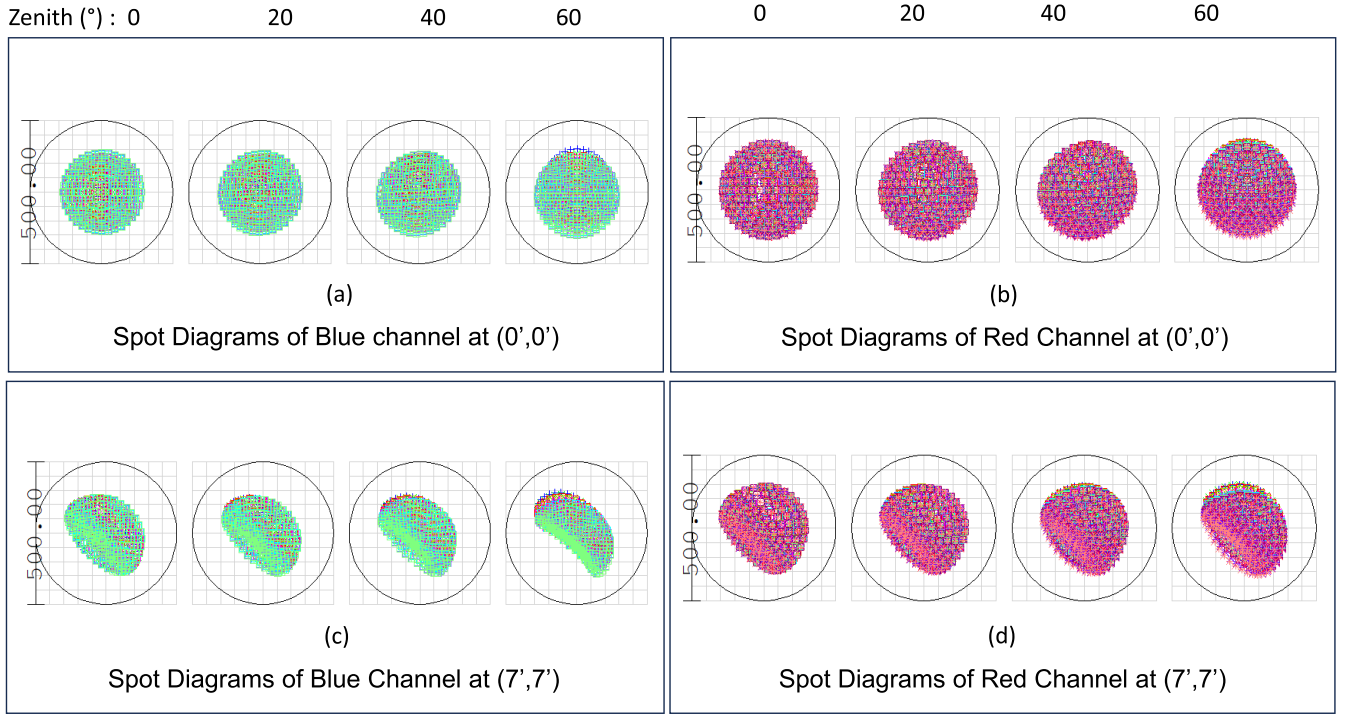 Zenith (°) : 0 20 40 60
0 20 40 60
500.00
500.00
(a)
(b)
Spot Diagrams of Blue channel at (0’,0’)
Spot Diagrams of Red Channel at (0’,0’)
500.00
500.00
(c)
(d)
Spot Diagrams of Blue Channel at (7’,7’)
Spot Diagrams of Red Channel at (7’,7’)